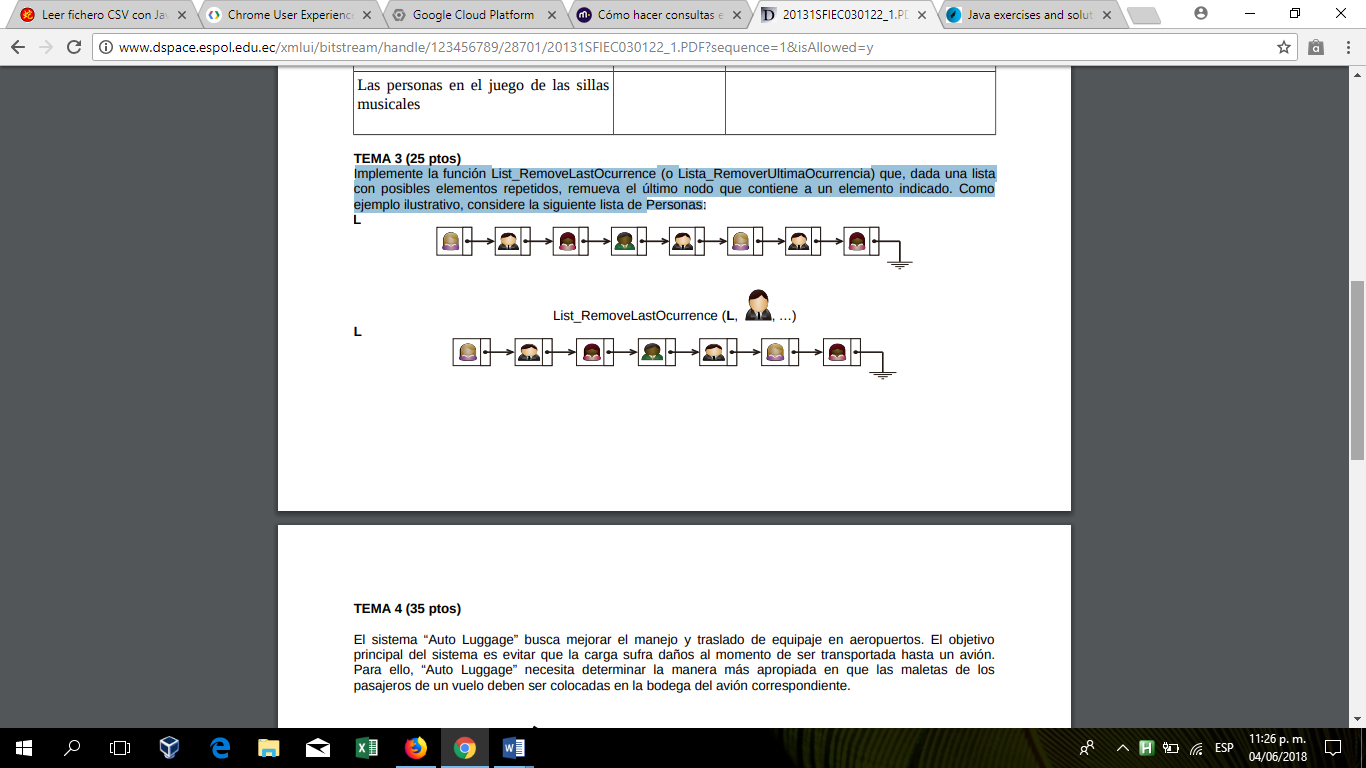 Leer fichero CSV con Jav
Chrome User Experienc
Google Cloud Platform
Cómo hacer consultas e
20131SFIEC030122_1.PD
Java exercises and solut
www.dspace.espol.edu.ec/xmlui/bitstream/handle/123456789/28701/20131SFIEC030122_1.PDF?sequence=1&isAllowed=y
Las personas en el juego de las sillas
musicales
TEMA 3 (25 ptos)
Implemente la función List_RemoveLastOcurrence (o Lista_RemoverUltimaOcurrencia) que, dada una lista
con posibles elementos repetidos, remueva el último nodo que contiene a un elemento indicado. Como
ejemplo ilustrativo, considere la siguiente lista de Personas:
L
List_RemoveLastOcurrence (L, , …)
L
TEMA 4 (35 ptos)
El sistema “Auto Luggage” busca mejorar el manejo y traslado de equipaje en aeropuertos. El objetivo
principal del sistema es evitar que la carga sufra daños al momento de ser transportada hasta un avión.
Para ello, “Auto Luggage” necesita determinar la manera más apropiada en que las maletas de los
pasajeros de un vuelo deben ser colocadas en la bodega del avión correspondiente.
ESP
11:26 p. m.
04/06/2018